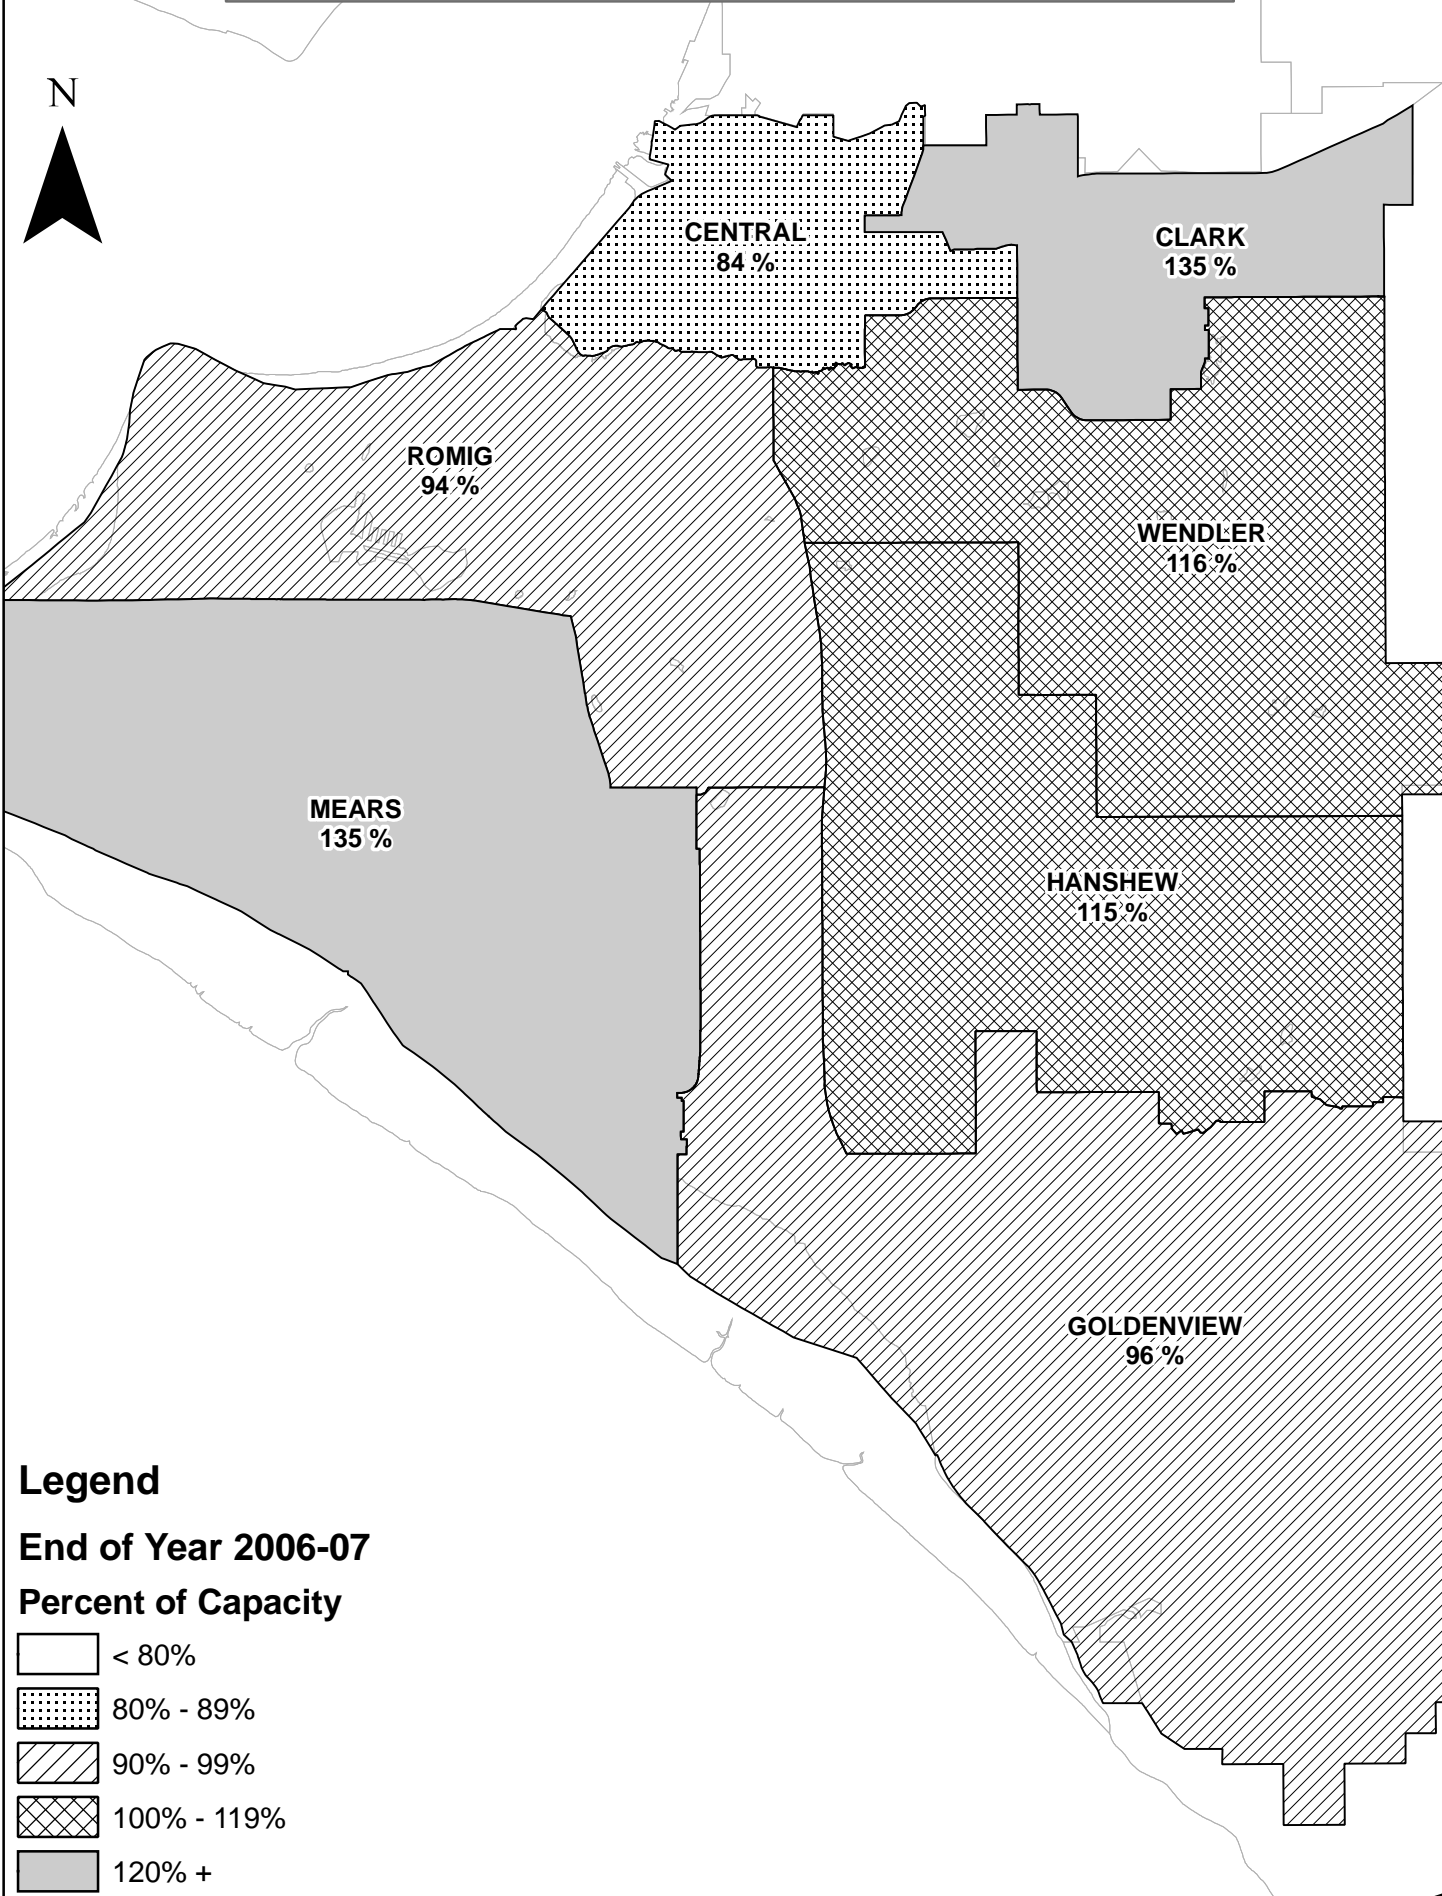 N
CENTRAL
84 %
CLARK
135 %
ROMIG
94 %
WENDLER
116 %
MEARS
135 %
HANSHEW
115 %
GOLDENVIEW
96 %
Legend
End of Year 2006-07
Percent of Capacity
< 80%
80% - 89%
90% - 99%
100% - 119%
120% +